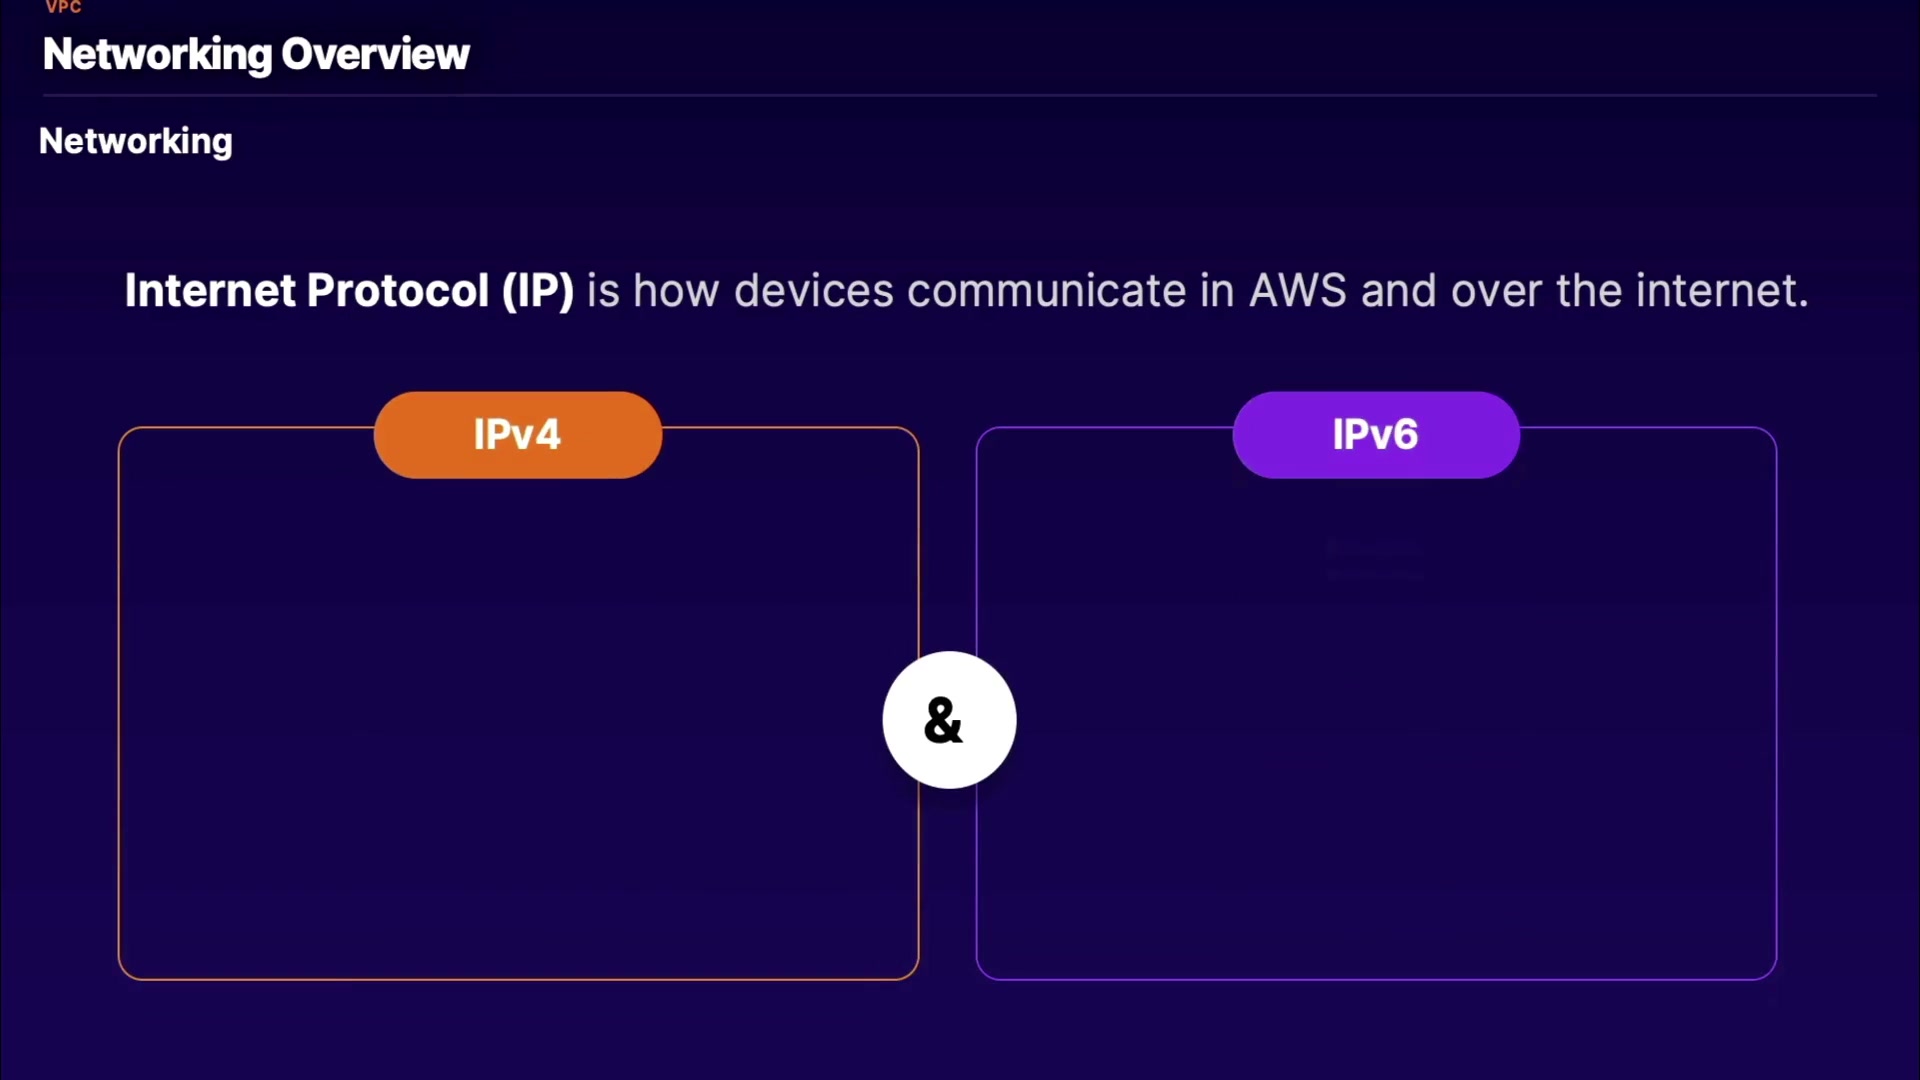 VPC
Networking Overview
Networking
Internet Protocol (IP) is how devices communicate in AWS and over the internet.
IPv4
IPv6
&